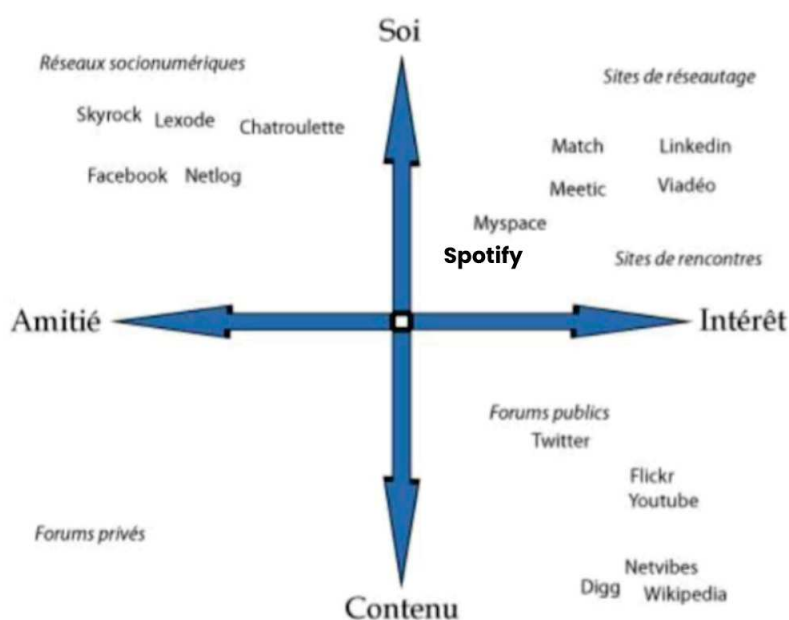 Soi
Réseaux socionumériques
Sites de réseautage
Skyrock Lexode Chatroulette
Match Linkedin
Facebook Netlog
Meetic Viadéo
Myspace
Spotify
Sites de rencontres
Amitié
Intérêt
Forums publics
Twitter
Flickr
Youtube
Forums privés
Netvibes
Digg Wikipedia
Contenu